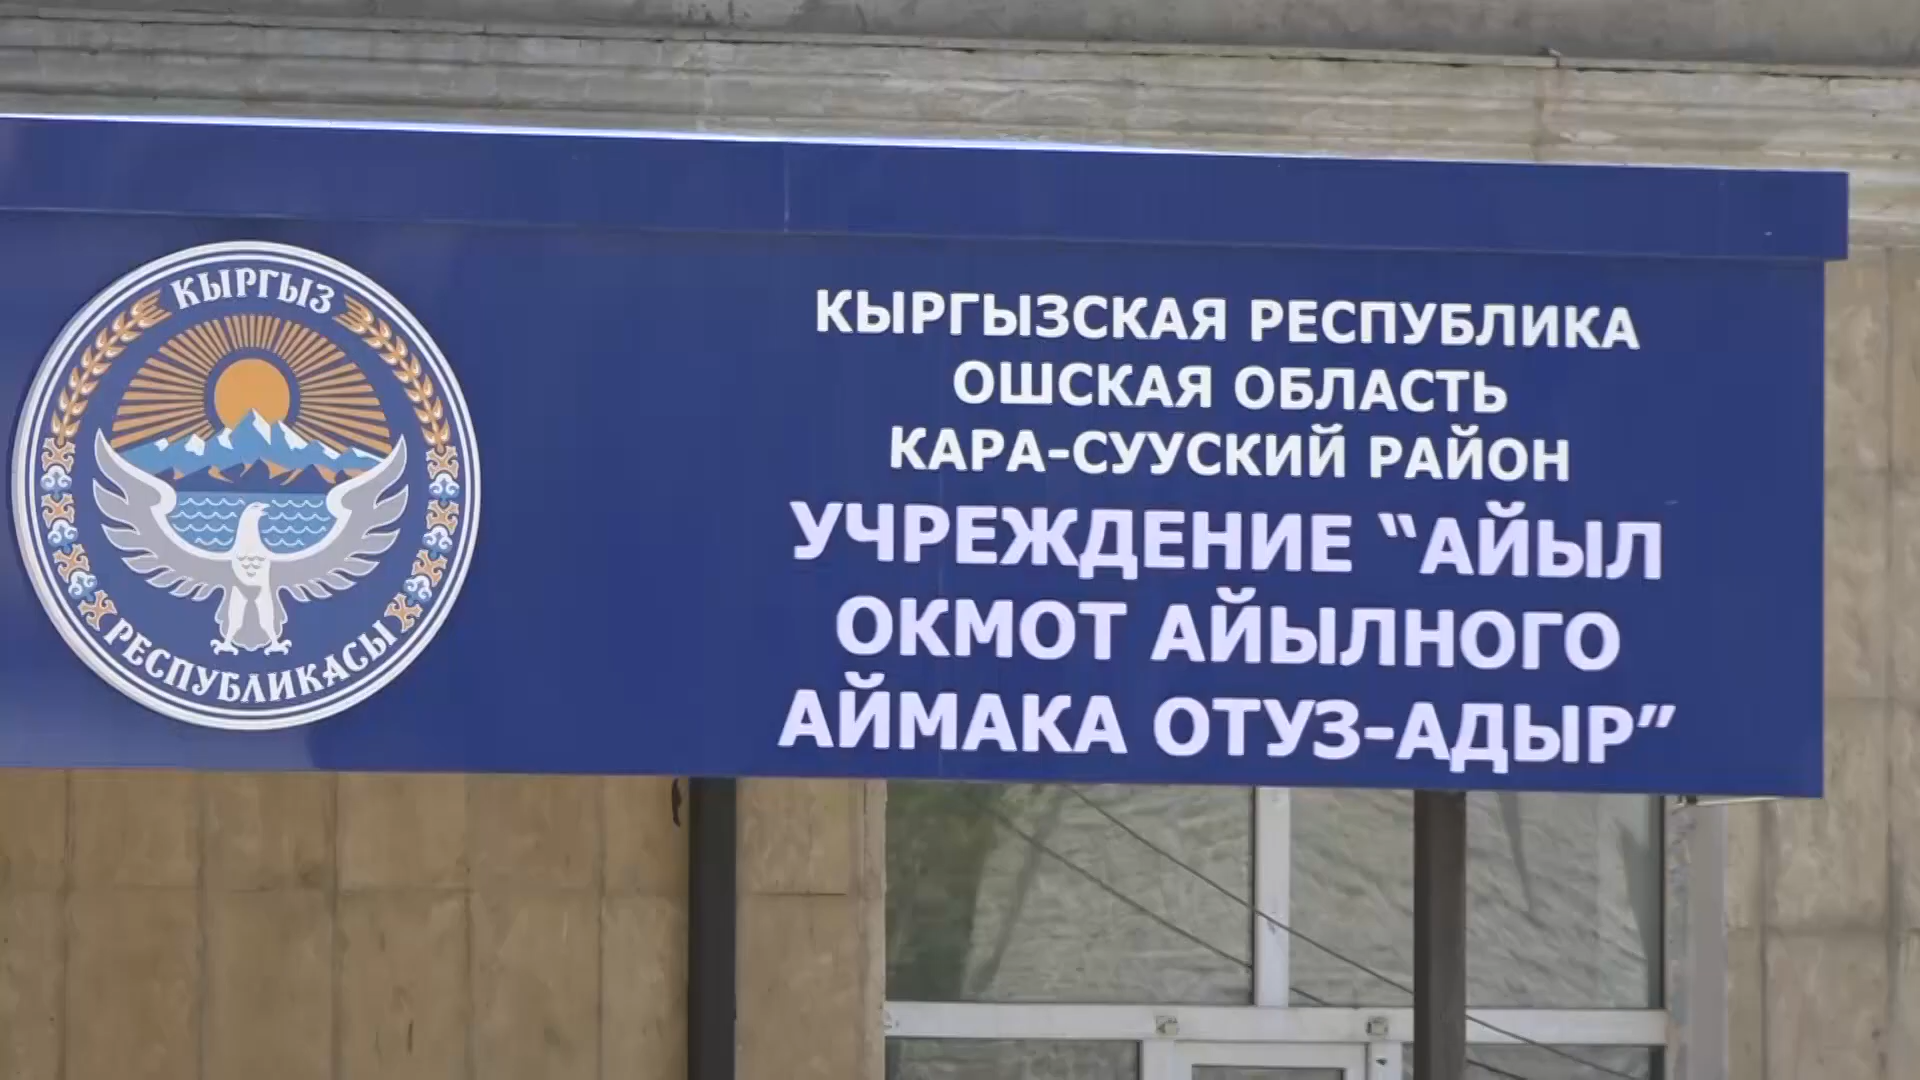 КЫРГЫЗ
РЕСПУБЛИКАСЫ
КЫРГЫЗСКАЯ РЕСПУБЛИКА
ОШСКАЯ ОБЛАСТЬ
КАРА-СУУСКИЙ РАЙОН
УЧРЕЖДЕНИЕ “АЙЫЛ
ОКМОТ АЙЫЛНОГО
АЙМАКА ОТУЗ-АДЫР”